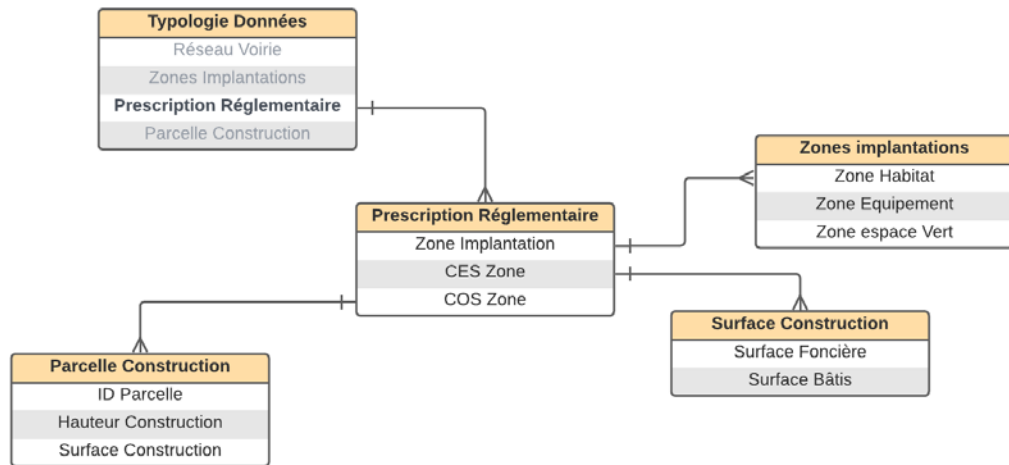 Typologie Données
Réseau Voirie
Zones Implantations
Prescription Réglementaire
Parcelle Construction
Zones implantations
Zone Habitat
Zone Equipement
Zone espace Vert
Prescription Réglementaire
Zone Implantation
CES Zone
COS Zone
Surface Construction
Surface Foncière
Surface Bâtis
Parcelle Construction
ID Parcelle
Hauteur Construction
Surface Construction